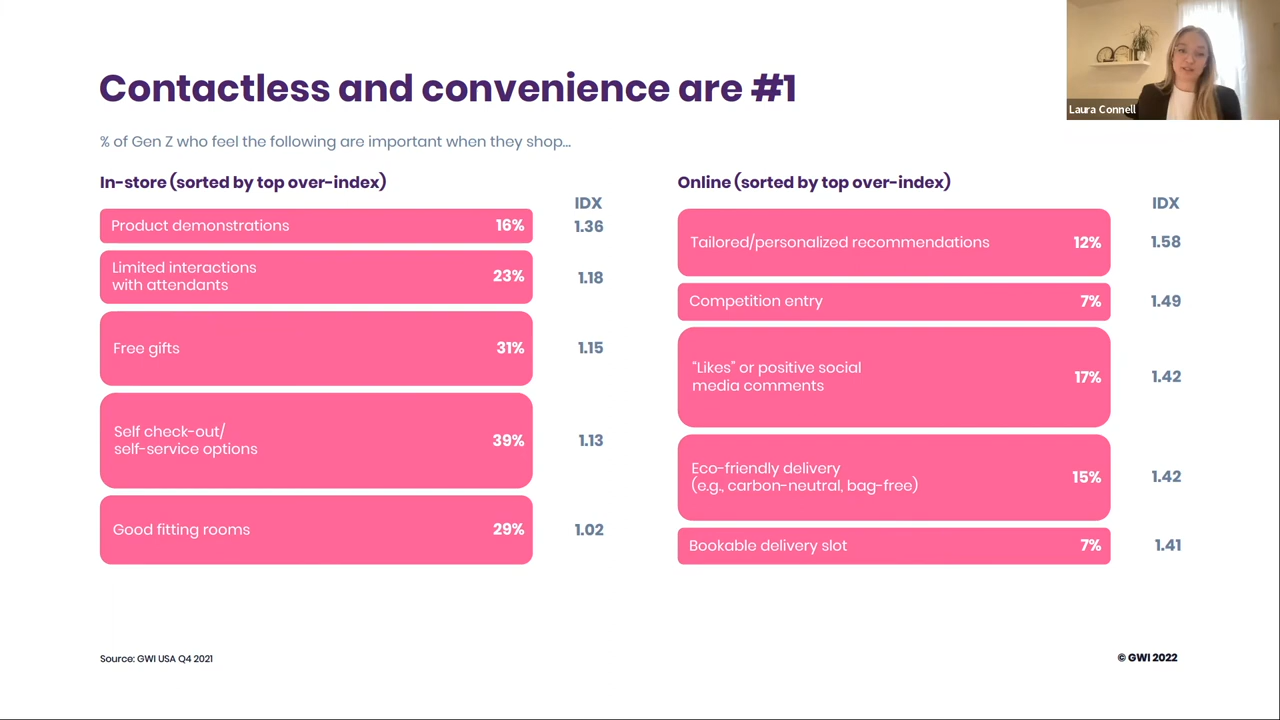 Laura Connell
Contactless and convenience are #1
% of Gen Z who feel the following are important when they shop...
In-store (sorted by top over-index)
IDX
Product demonstrations 16% 1.36
Limited interactions
with attendants 23% 1.18
Free gifts 31% 1.15
Self check-out/
self-service options 39% 1.13
Good fitting rooms 29% 1.02
Online (sorted by top over-index)
IDX
Tailored/personalized recommendations 12% 1.58
Competition entry 7% 1.49
"Likes" or positive social
media comments 17% 1.42
Eco-friendly delivery
(e.g., carbon-neutral, bag-free) 15% 1.42
Bookable delivery slot 7% 1.41
Source: GWI USA Q4 2021
© GWI 2022